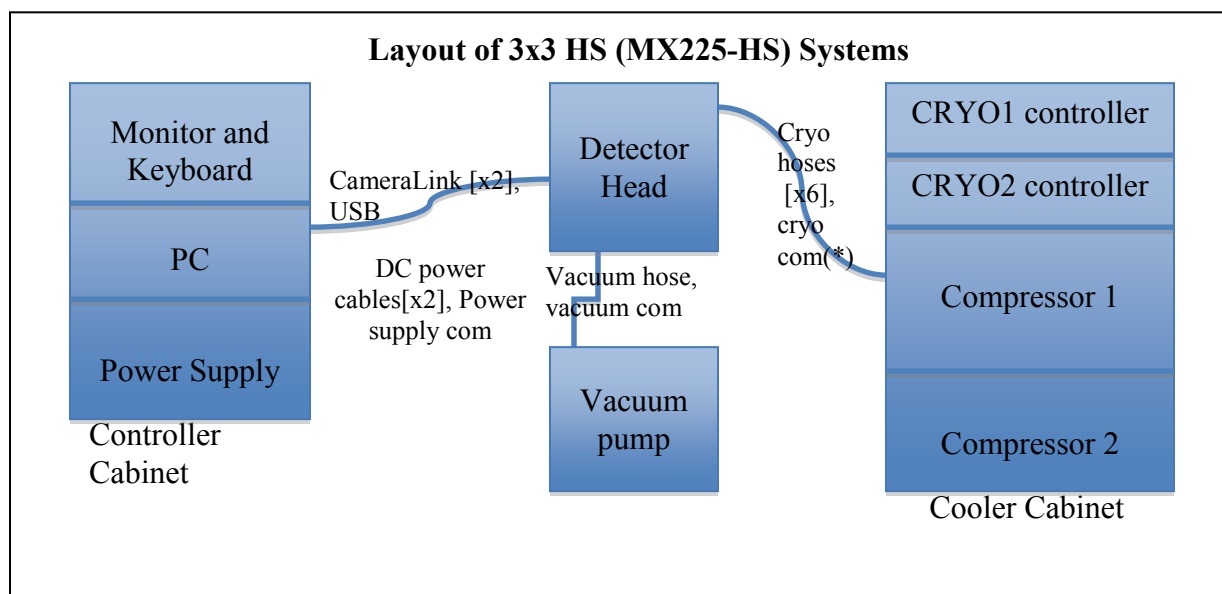 Layout of 3x3 HS (MX225-HS) Systems
Monitor and
Keyboard
PC
Power Supply
Controller
Cabinet
CameraLink [x2],
USB
DC power
cables[x2], Power
supply com
Detector
Head
Vacuum hose,
vacuum com
Vacuum
pump
Cryo
hoses
[x6],
cryo
com(*)
CRYO1 controller
CRYO2 controller
Compressor 1
Compressor 2
Cooler Cabinet